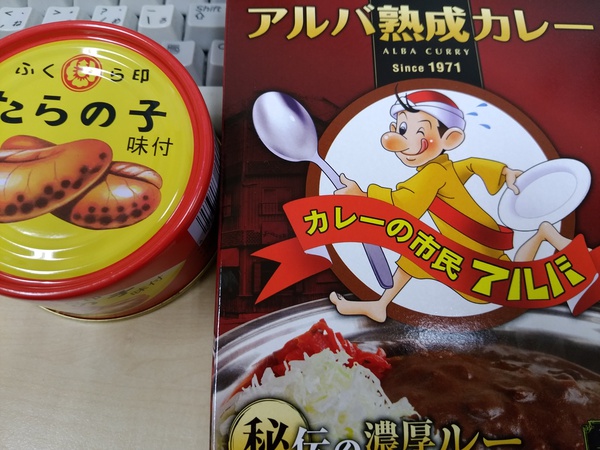 ふく ら印
たらの子
味付
アルバ熟成カレー
ALBA CURRY
Since 1971
カレーの市民 アルバ
秘伝の濃厚ルー